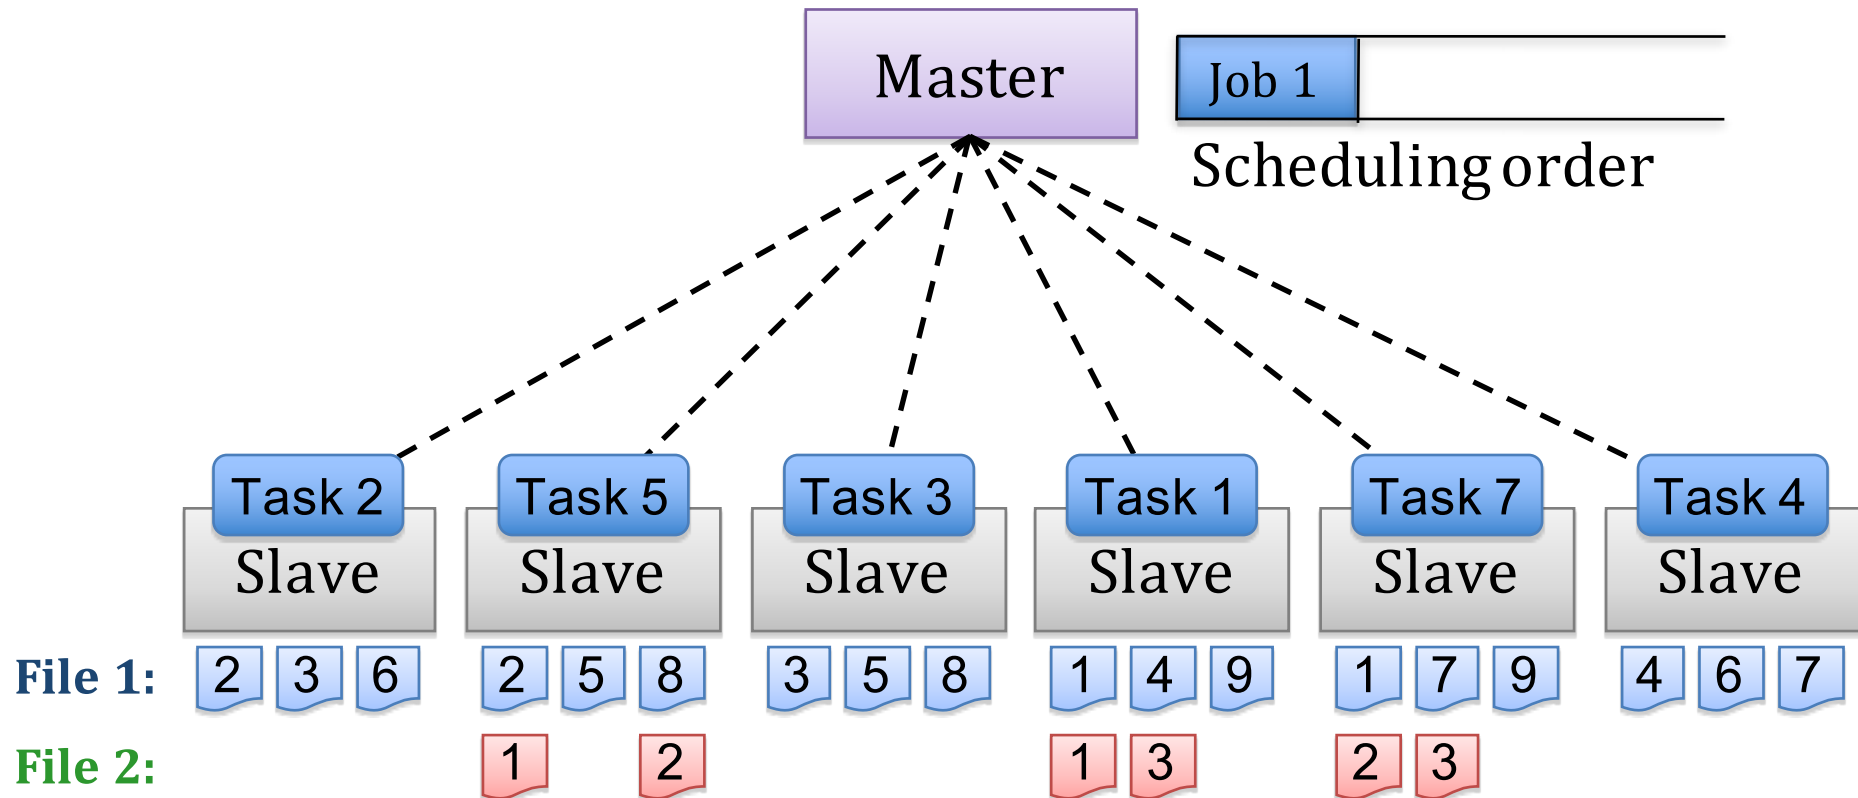 Master
Job 1
Scheduling order
Task 2 Task 5 Task 3 Task 1 Task 7 Task 4
Slave Slave Slave Slave Slave Slave
File 1: 2 3 6 2 5 8 3 5 8 1 4 9 1 7 9 4 6 7
File 2: 1 2 1 3 2 3